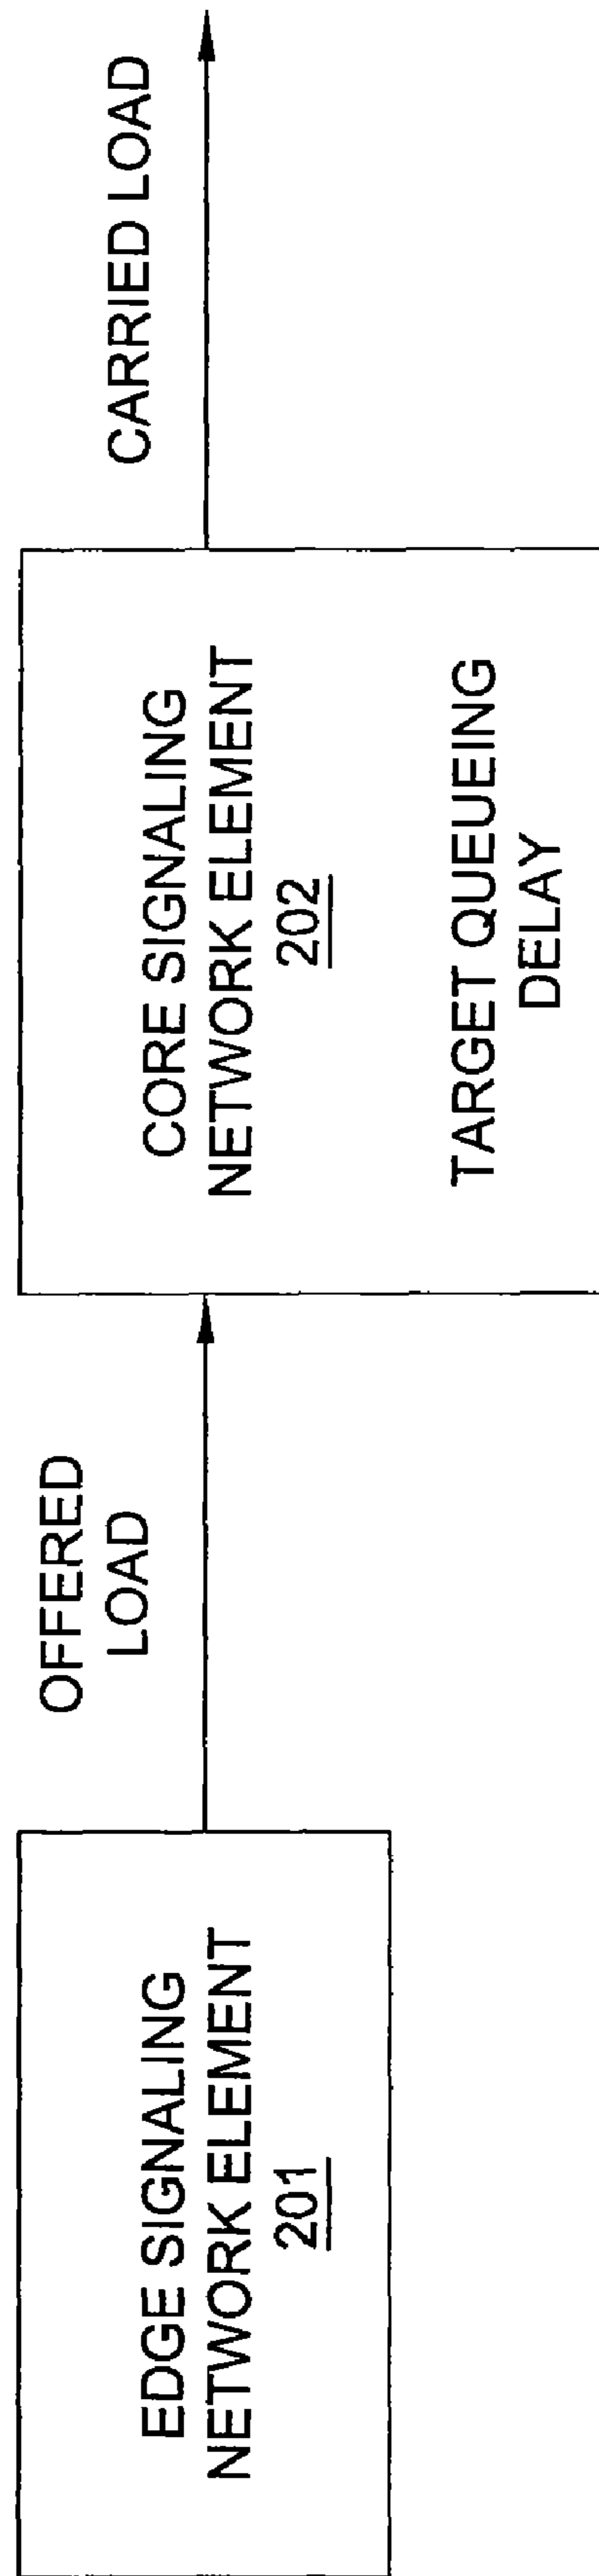 EDGE SIGNALING
NETWORK ELEMENT
201
OFFERED
LOAD
CORE SIGNALING
NETWORK ELEMENT
202
TARGET QUEUEING
DELAY
CARRIED LOAD